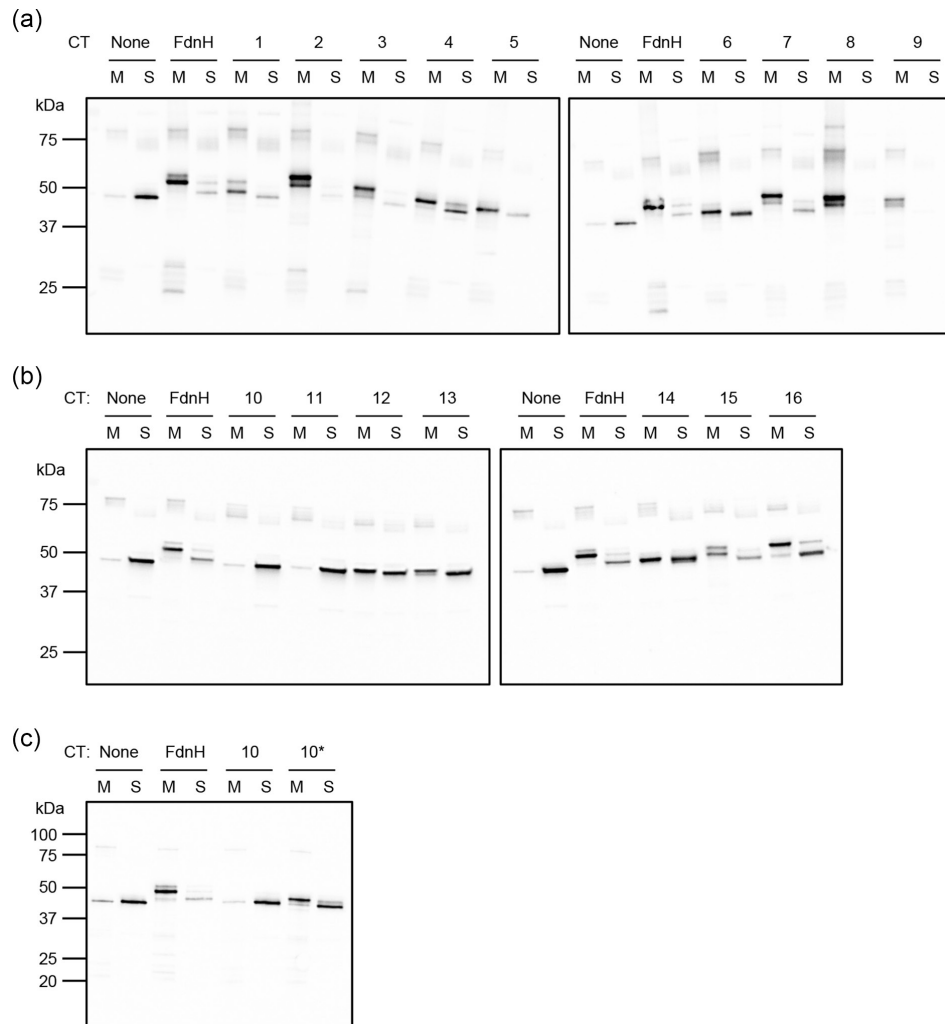 (a)
CT None FdnH 1 2 3 4 5 None FdnH 6 7 8 9
M S M S M S M S M S M S M S M S M S M S M S M S M S
kDa
75
50
37
25
(b)
CT: None FdnH 10 11 12 13 None FdnH 14 15 16
M S M S M S M S M S M S M S M S M S M S M S
kDa
75
50
37
25
(c)
CT: None FdnH 10 10*
M S M S M S M S
kDa
100
75
50
37
25
20